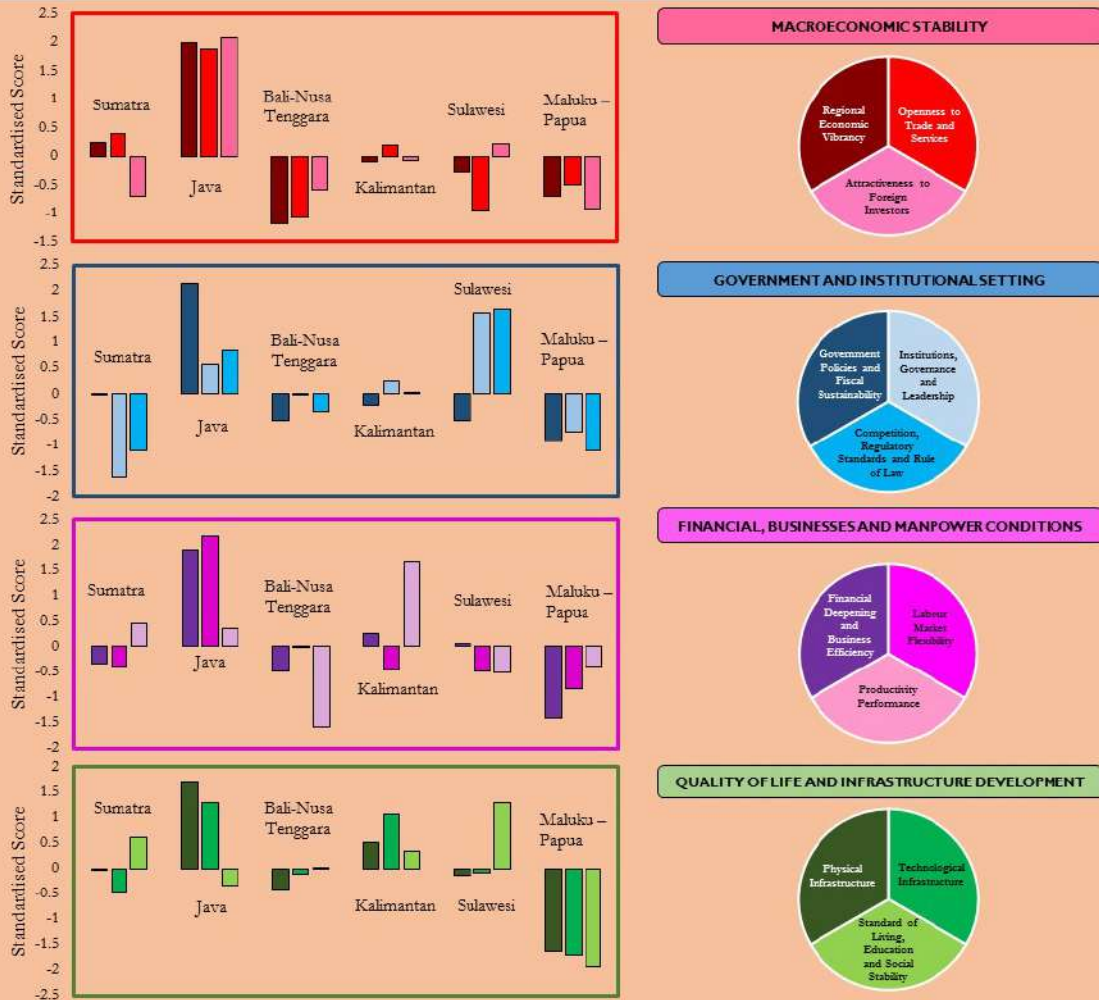 2.5
2
1.5
1
0.5
0
-0.5
-1
-1.5
Standardised Score
Sumatra
Java
Bali-Nusa
Tenggara
Kalimantan
Sulawesi
Maluku –
Papua
MACROECONOMIC STABILITY
Regional
Economic
Vibrancy
Openness to
Trade and
Services
Attractiveness to
Foreign
Investors
2.5
2
1.5
1
0.5
0
-0.5
-1
-1.5
-2
Standardised Score
Sumatra
Java
Bali-Nusa
Tenggara
Kalimantan
Sulawesi
Maluku –
Papua
GOVERNMENT AND INSTITUTIONAL SETTING
Government
Policies and
Fiscal
Sustainability
Institutions,
Governance
and
Leadership
Competition,
Regulatory
Standards and Rule
of Law
2.5
2
1.5
1
0.5
0
-0.5
-1
-1.5
-2
Standardised Score
Sumatra
Java
Bali-Nusa
Tenggara
Kalimantan
Sulawesi
Maluku –
Papua
FINANCIAL, BUSINESSES AND MANPOWER CONDITIONS
Financial
Deepening
and
Business
Efficiency
Labour
Market
Flexibility
Productivity
Performance
2
1.5
1
0.5
0
-0.5
-1
-1.5
-2
-2.5
Standardised Score
Sumatra
Java
Bali-Nusa
Tenggara
Kalimantan
Sulawesi
Maluku –
Papua
QUALITY OF LIFE AND INFRASTRUCTURE DEVELOPMENT
Physical
Infrastructure
Technological
Infrastructure
Standard of
Living,
Education
and Social
Stability